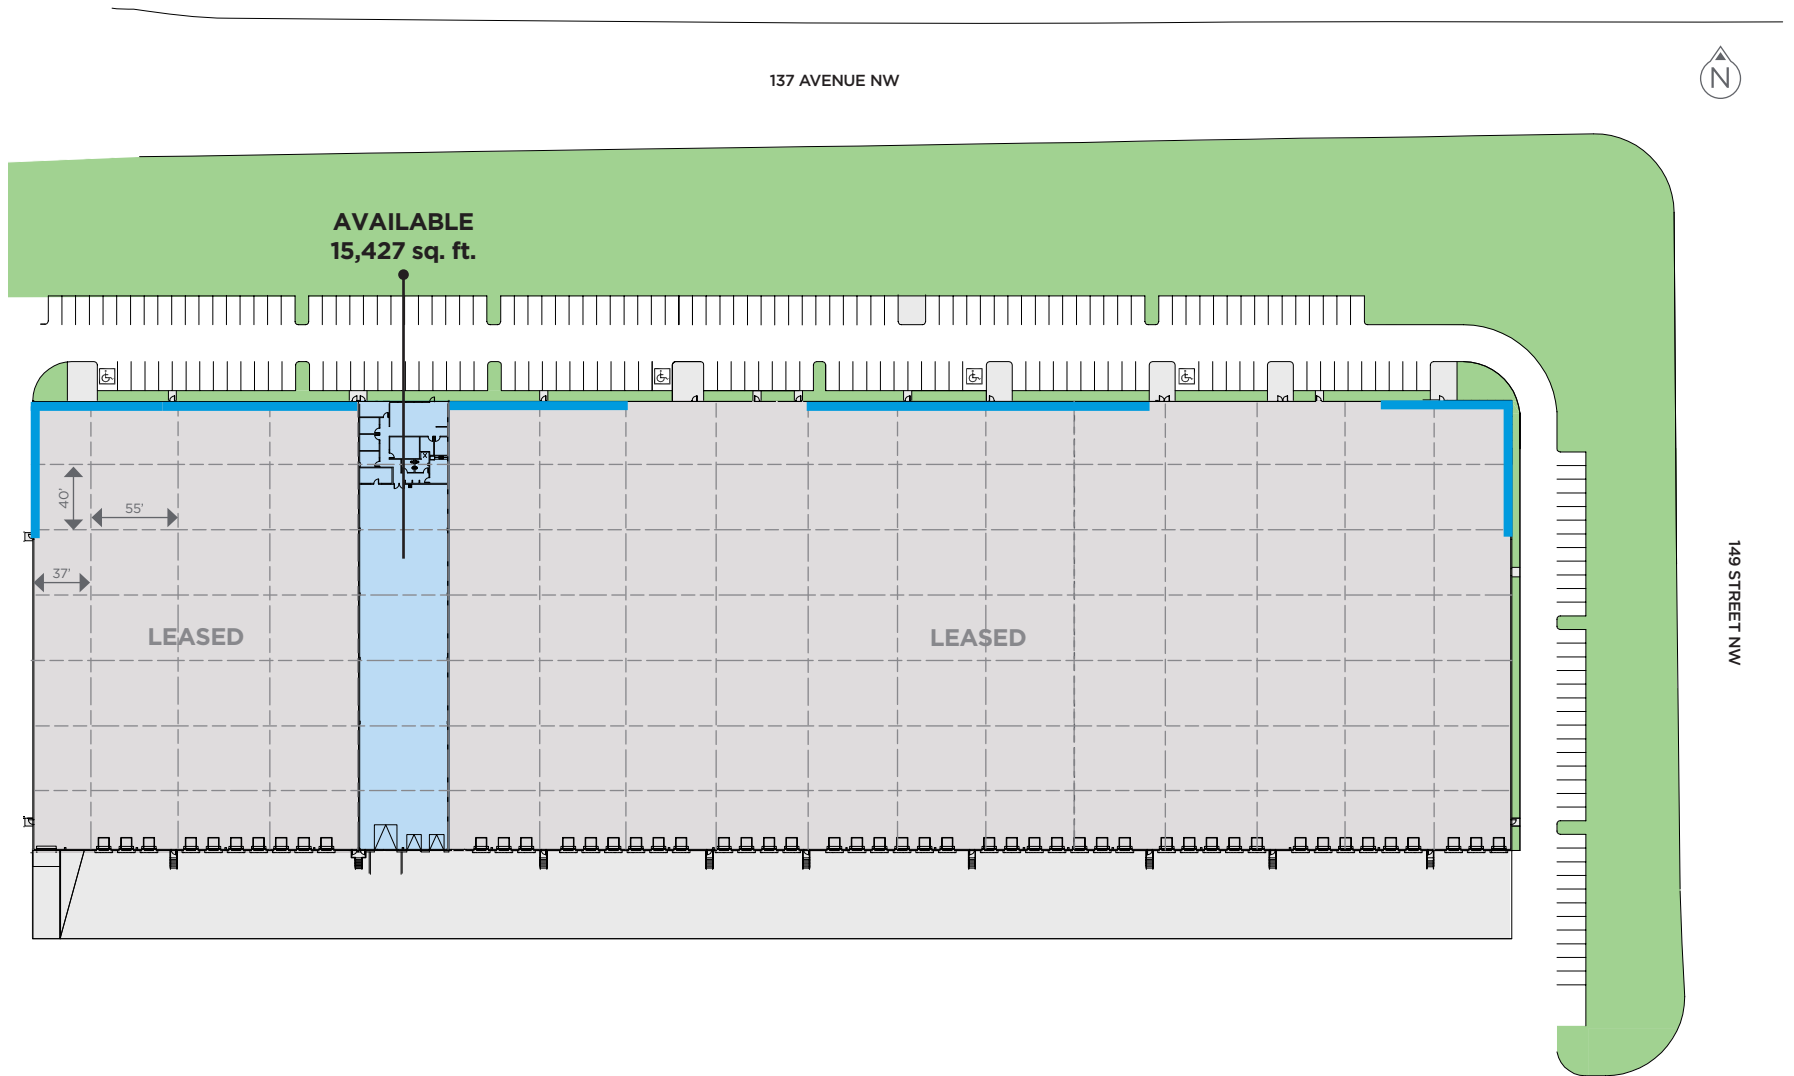 137 AVENUE NW
N
AVAILABLE
15,427 sq. ft.
40'
55'
37'
LEASED
LEASED
149 STREET NW